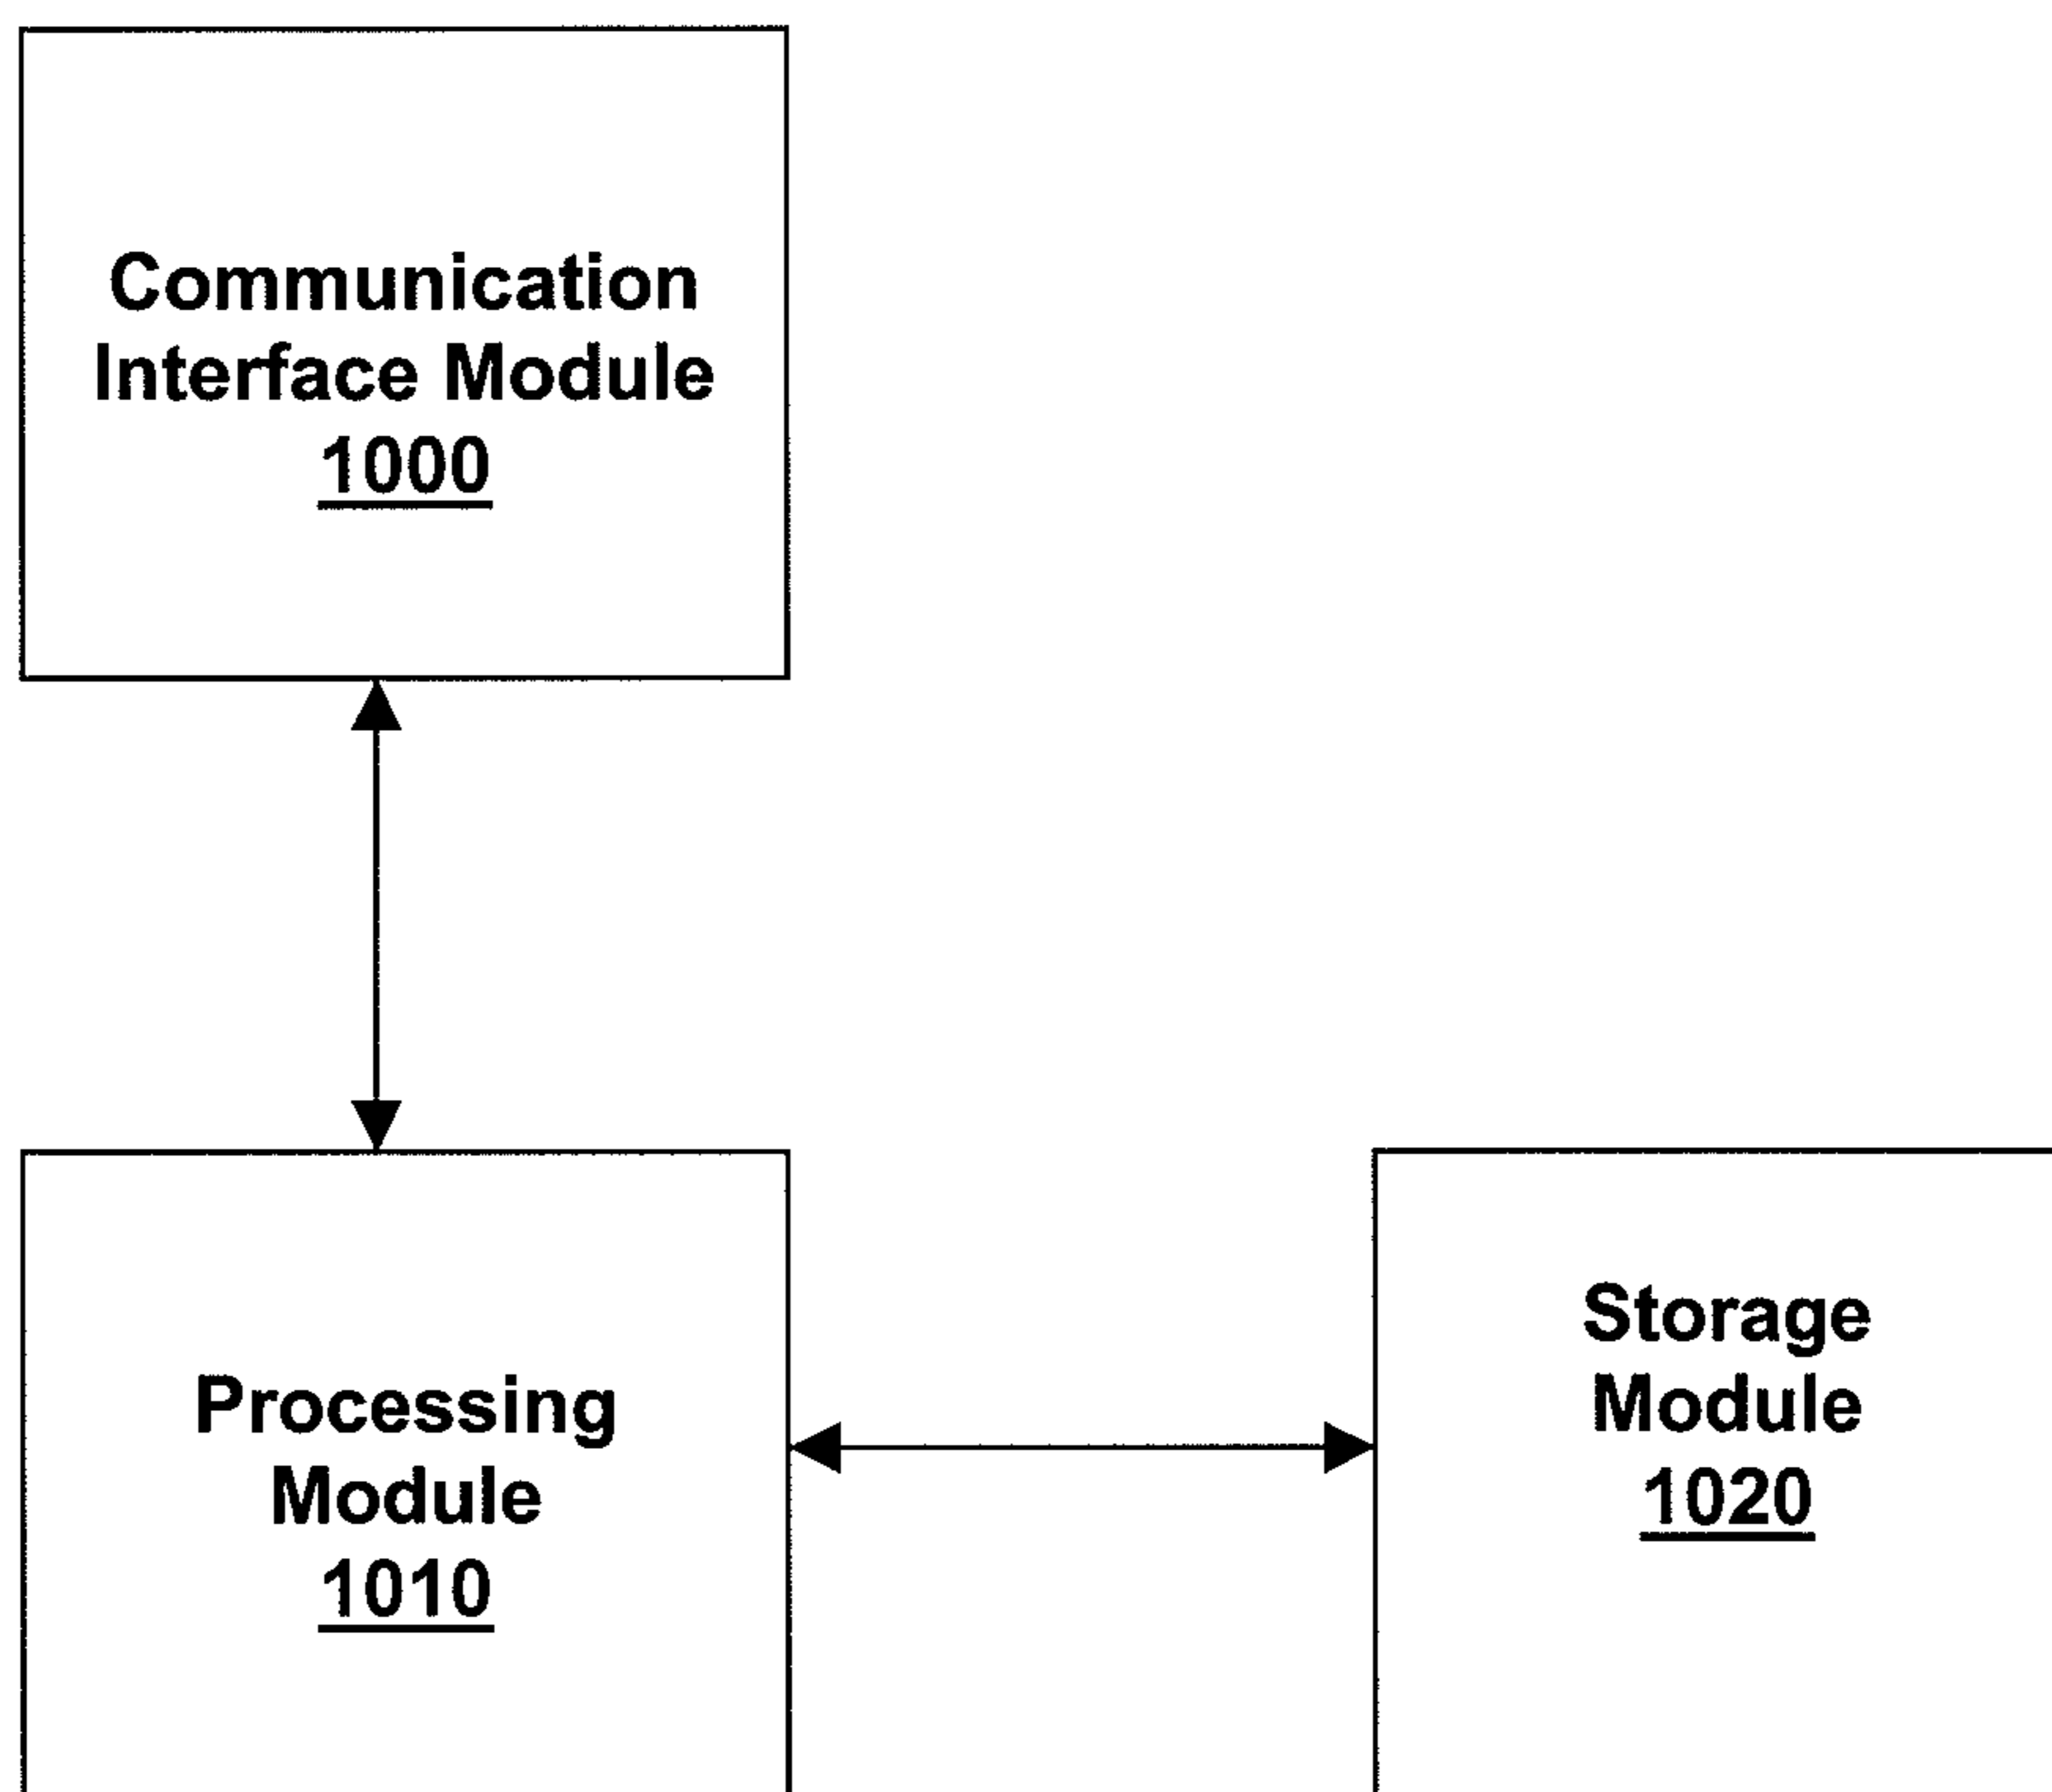 Communication
Interface Module
1000
Processing
Module
1010
Storage
Module
1020